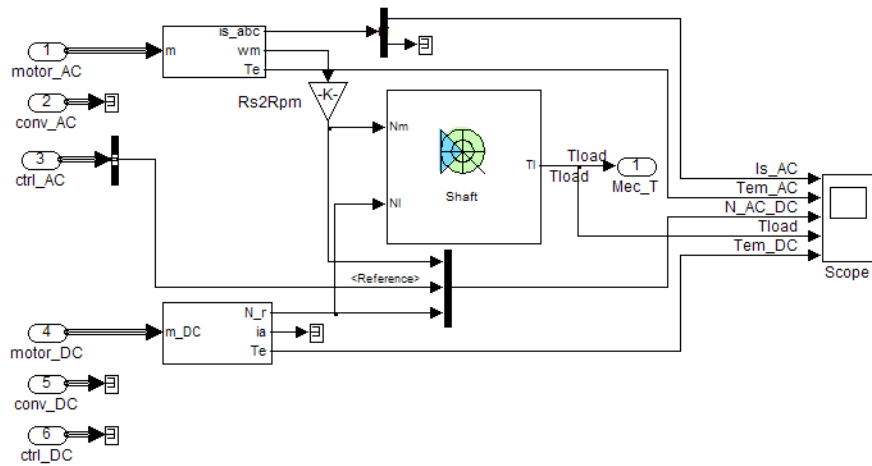 1
motor_AC
m
is_abc
wm
Te
2
conv_AC
Rs2Rpm
-K-
3
ctrl_AC
Nm
Nl
Tl
Shaft
Tload
Tload
1
Mec_T
Is_AC
Tem_AC
N_AC_DC
Tload
Tem_DC
Scope
<Reference>
4
motor_DC
m_DC
N_r
ia
Te
5
conv_DC
6
ctrl_DC